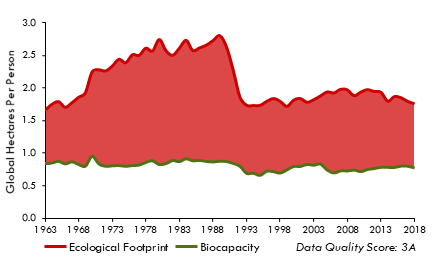 Global Hectares Per Person
3.0
2.5
2.0
1.5
1.0
0.5
0.0
1963 1968 1973 1978 1983 1988 1993 1998 2003 2008 2013 2018
Ecological Footprint Biocapacity Data Quality Score: 3A